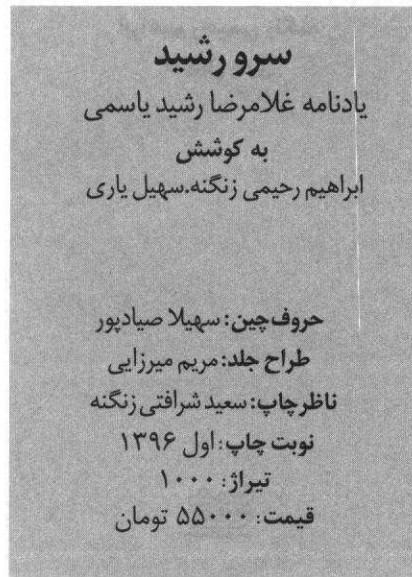 سرو رشید
یادنامه غلامرضا رشید یاسمی
به کوشش
ابراهیم رحیمی زنگنه.سهیل یاری
حروف‌چین: سهیلا صیادپور
طراح جلد: مریم میرزایی
ناظر چاپ: سعید شرافتی زنگنه
نوبت چاپ: اول ۱۳۹۶
تیراژ: ۱۰۰۰
قیمت: ۵۵۰۰۰ تومان